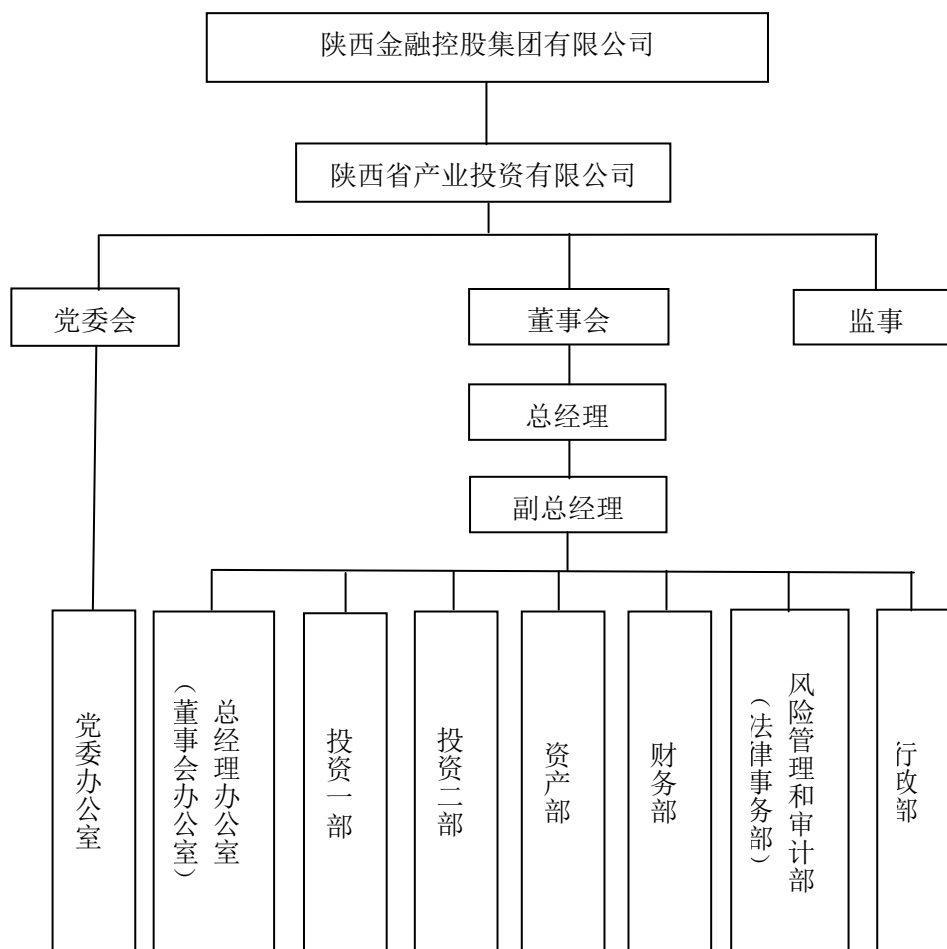 陕西金融控股集团有限公司
陕西省产业投资有限公司
党委会
董事会
监事
总经理
副总经理
党委办公室
总经理办公室
（董事会办公室）
投资一部
投资二部
资产部
财务部
风险管理和审计部
（法律事务部）
行政部